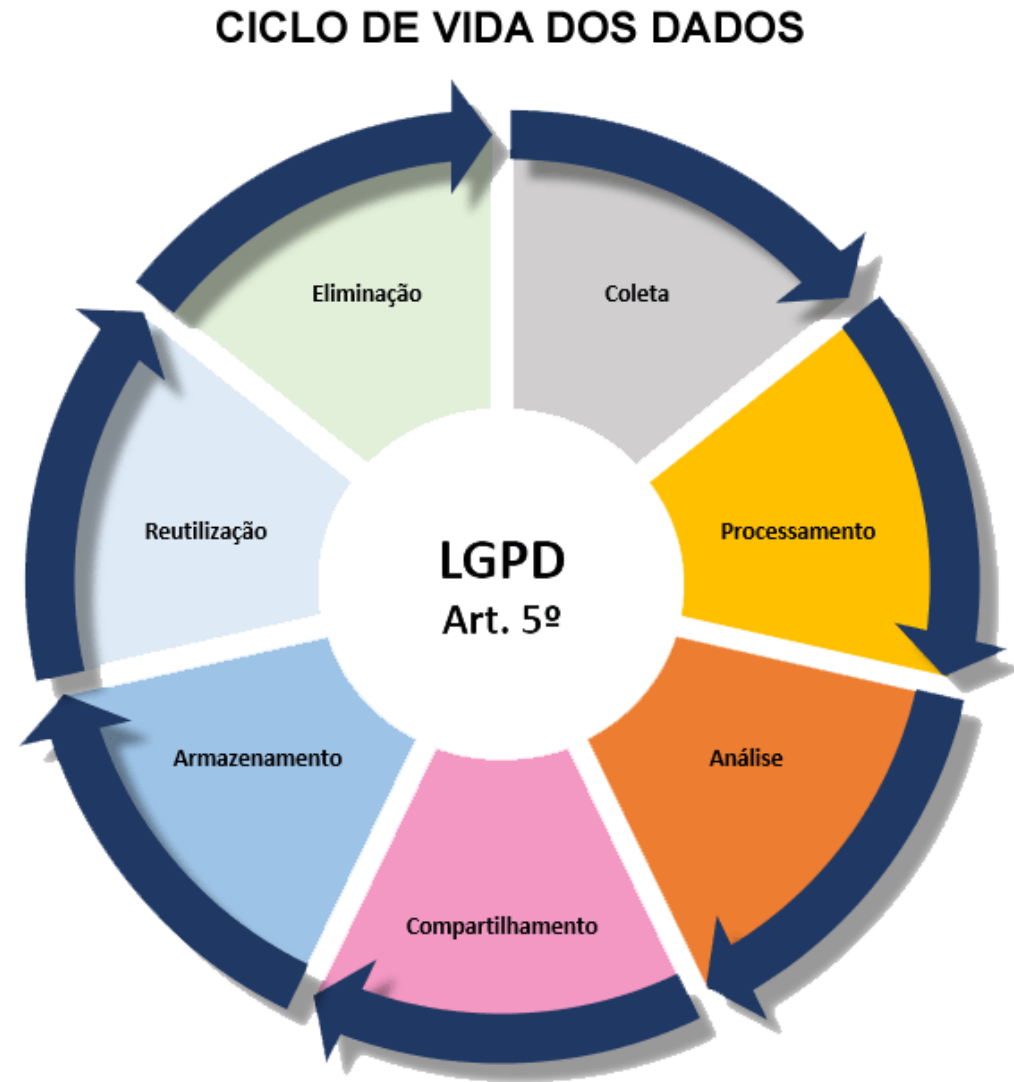 CICLO DE VIDA DOS DADOS
Eliminação
Coleta
Reutilização
Processamento
LGPD
Art. 5º
Armazenamento
Análise
Compartilhamento